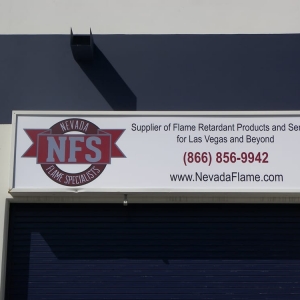 NEVADA
NFS
FLAME SPECIALISTS
Supplier of Flame Retardant Products and Ser
for Las Vegas and Beyond
(866) 856-9942
www.NevadaFlame.com